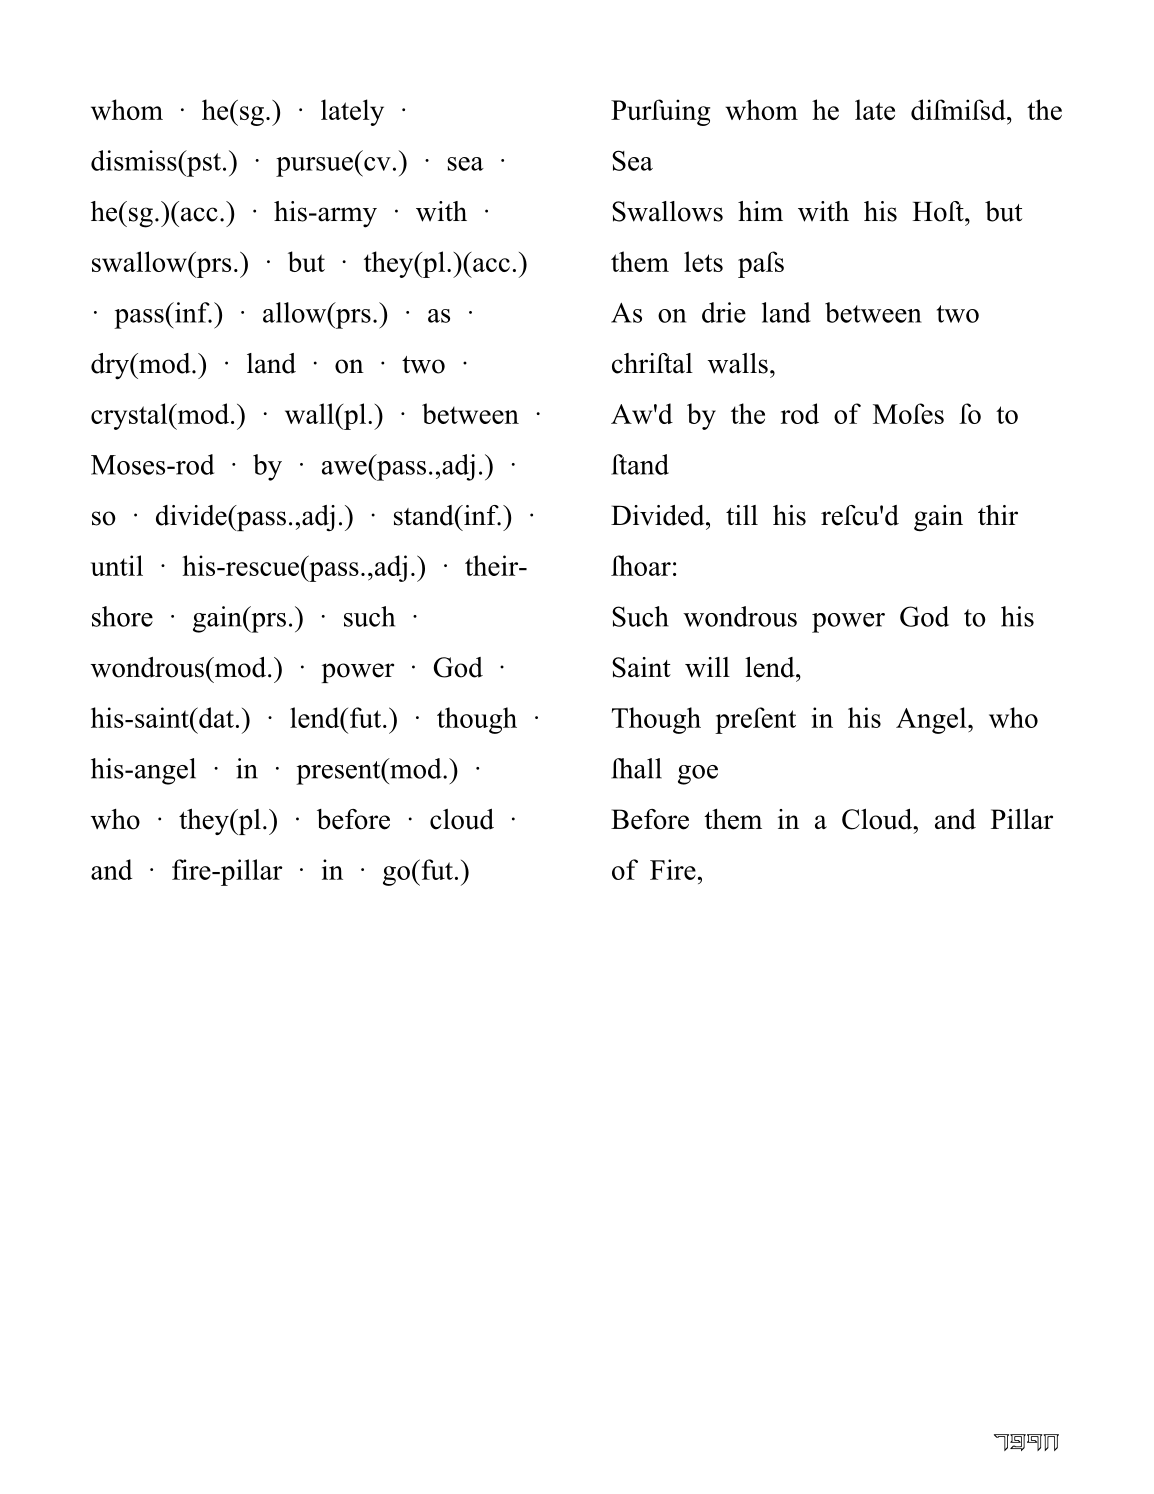 whom · he(sg.) · lately ·
dismiss(pst.) · pursue(cv.) · sea ·
he(sg.)(acc.) · his-army · with ·
swallow(prs.) · but · they(pl.)(acc.)
· pass(inf.) · allow(prs.) · as ·
dry(mod.) · land · on · two ·
crystal(mod.) · wall(pl.) · between ·
Moses-rod · by · awe(pass.,adj.) ·
so · divide(pass.,adj.) · stand(inf.) ·
until · his-rescue(pass.,adj.) · their-
shore · gain(prs.) · such ·
wondrous(mod.) · power · God ·
his-saint(dat.) · lend(fut.) · though ·
his-angel · in · present(mod.) ·
who · they(pl.) · before · cloud ·
and · fire-pillar · in · go(fut.)
Purſuing whom he late diſmiſsd, the
Sea
Swallows him with his Hoſt, but
them lets paſs
As on drie land between two
chriſtal walls,
Aw'd by the rod of Moſes ſo to
ſtand
Divided, till his reſcu'd gain thir
ſhoar:
Such wondrous power God to his
Saint will lend,
Though preſent in his Angel, who
ſhall goe
Before them in a Cloud, and Pillar
of Fire,